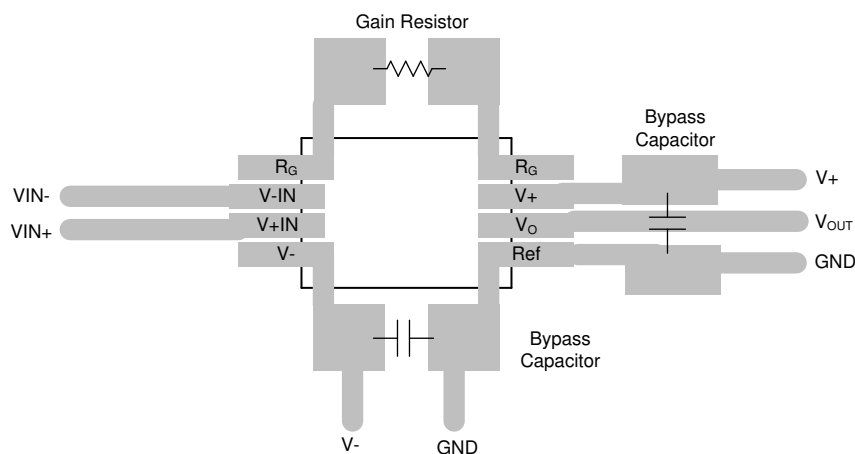 Gain Resistor
Bypass
Capacitor
R_G
R_G
V+
VIN-
V-IN
V+
VIN+
V+IN
V_O
V_OUT
V-
Ref
GND
Bypass
Capacitor
V-
GND